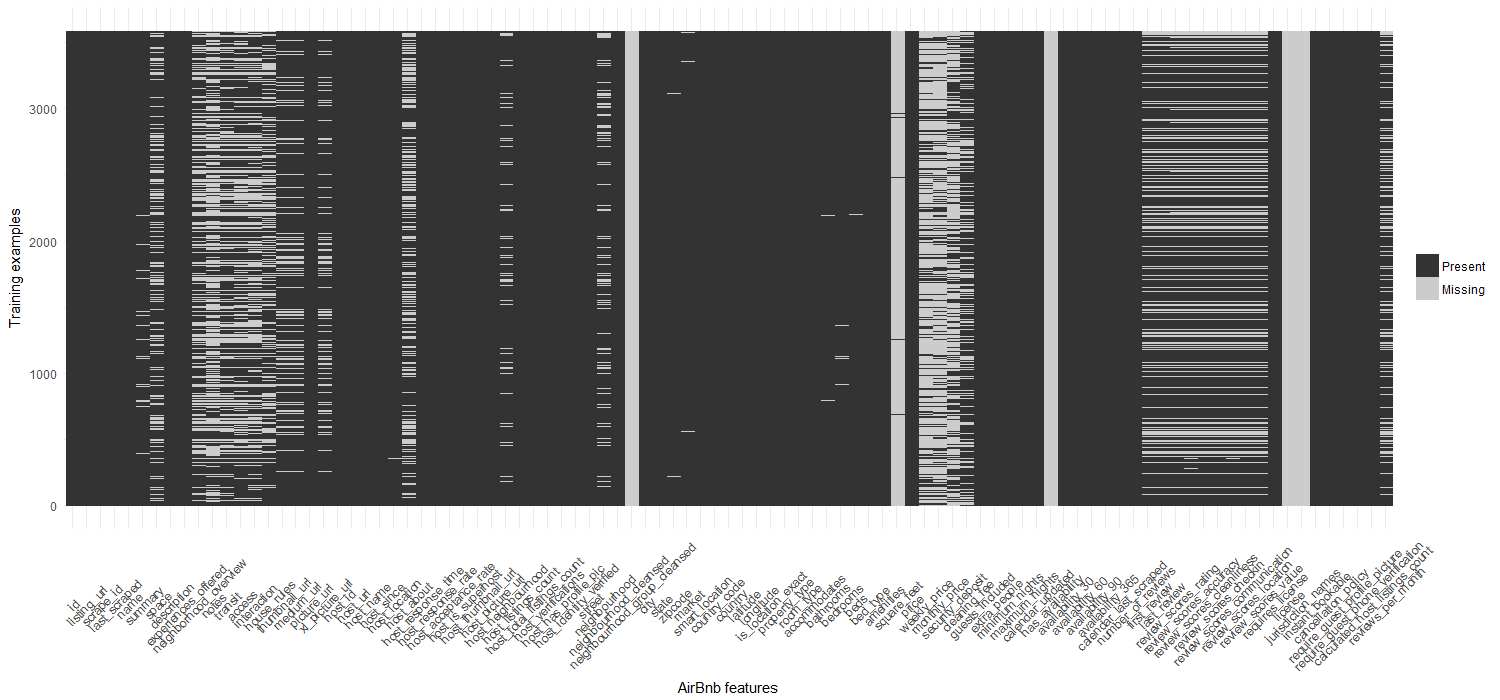 3000
2000
1000
0
Training examples
Present
Missing
id
listing_url
scrape_id
last_scraped
name
summary
space
description
experiences_offered
neighborhood_overview
notes
transit
access
interaction
house_rules
thumbnail_url
medium_url
picture_url
xl_picture_url
host_id
host_url
host_name
host_since
host_location
host_about
host_response_time
host_response_rate
host_acceptance_rate
host_is_superhost
host_thumbnail_url
host_picture_url
host_neighbourhood
host_listings_count
host_total_listings_count
host_verifications
host_has_profile_pic
host_identity_verified
street
neighbourhood
neighbourhood_cleansed
neighbourhood_group_cleansed
city
state
zipcode
market
smart_location
country_code
country
latitude
longitude
is_location_exact
property_type
room_type
accommodates
bathrooms
bedrooms
beds
bed_type
amenities
square_feet
price
weekly_price
monthly_price
security_deposit
cleaning_fee
guests_included
extra_people
minimum_nights
maximum_nights
calendar_updated
has_availability
availability_30
availability_60
availability_90
availability_365
calendar_last_scraped
number_of_reviews
first_review
last_review
review_scores_rating
review_scores_accuracy
review_scores_cleanliness
review_scores_checkin
review_scores_communication
review_scores_location
review_scores_value
requires_license
license
jurisdiction_names
instant_bookable
cancellation_policy
require_guest_profile_picture
require_guest_phone_verification
calculated_host_listings_count
reviews_per_month
AirBnb features